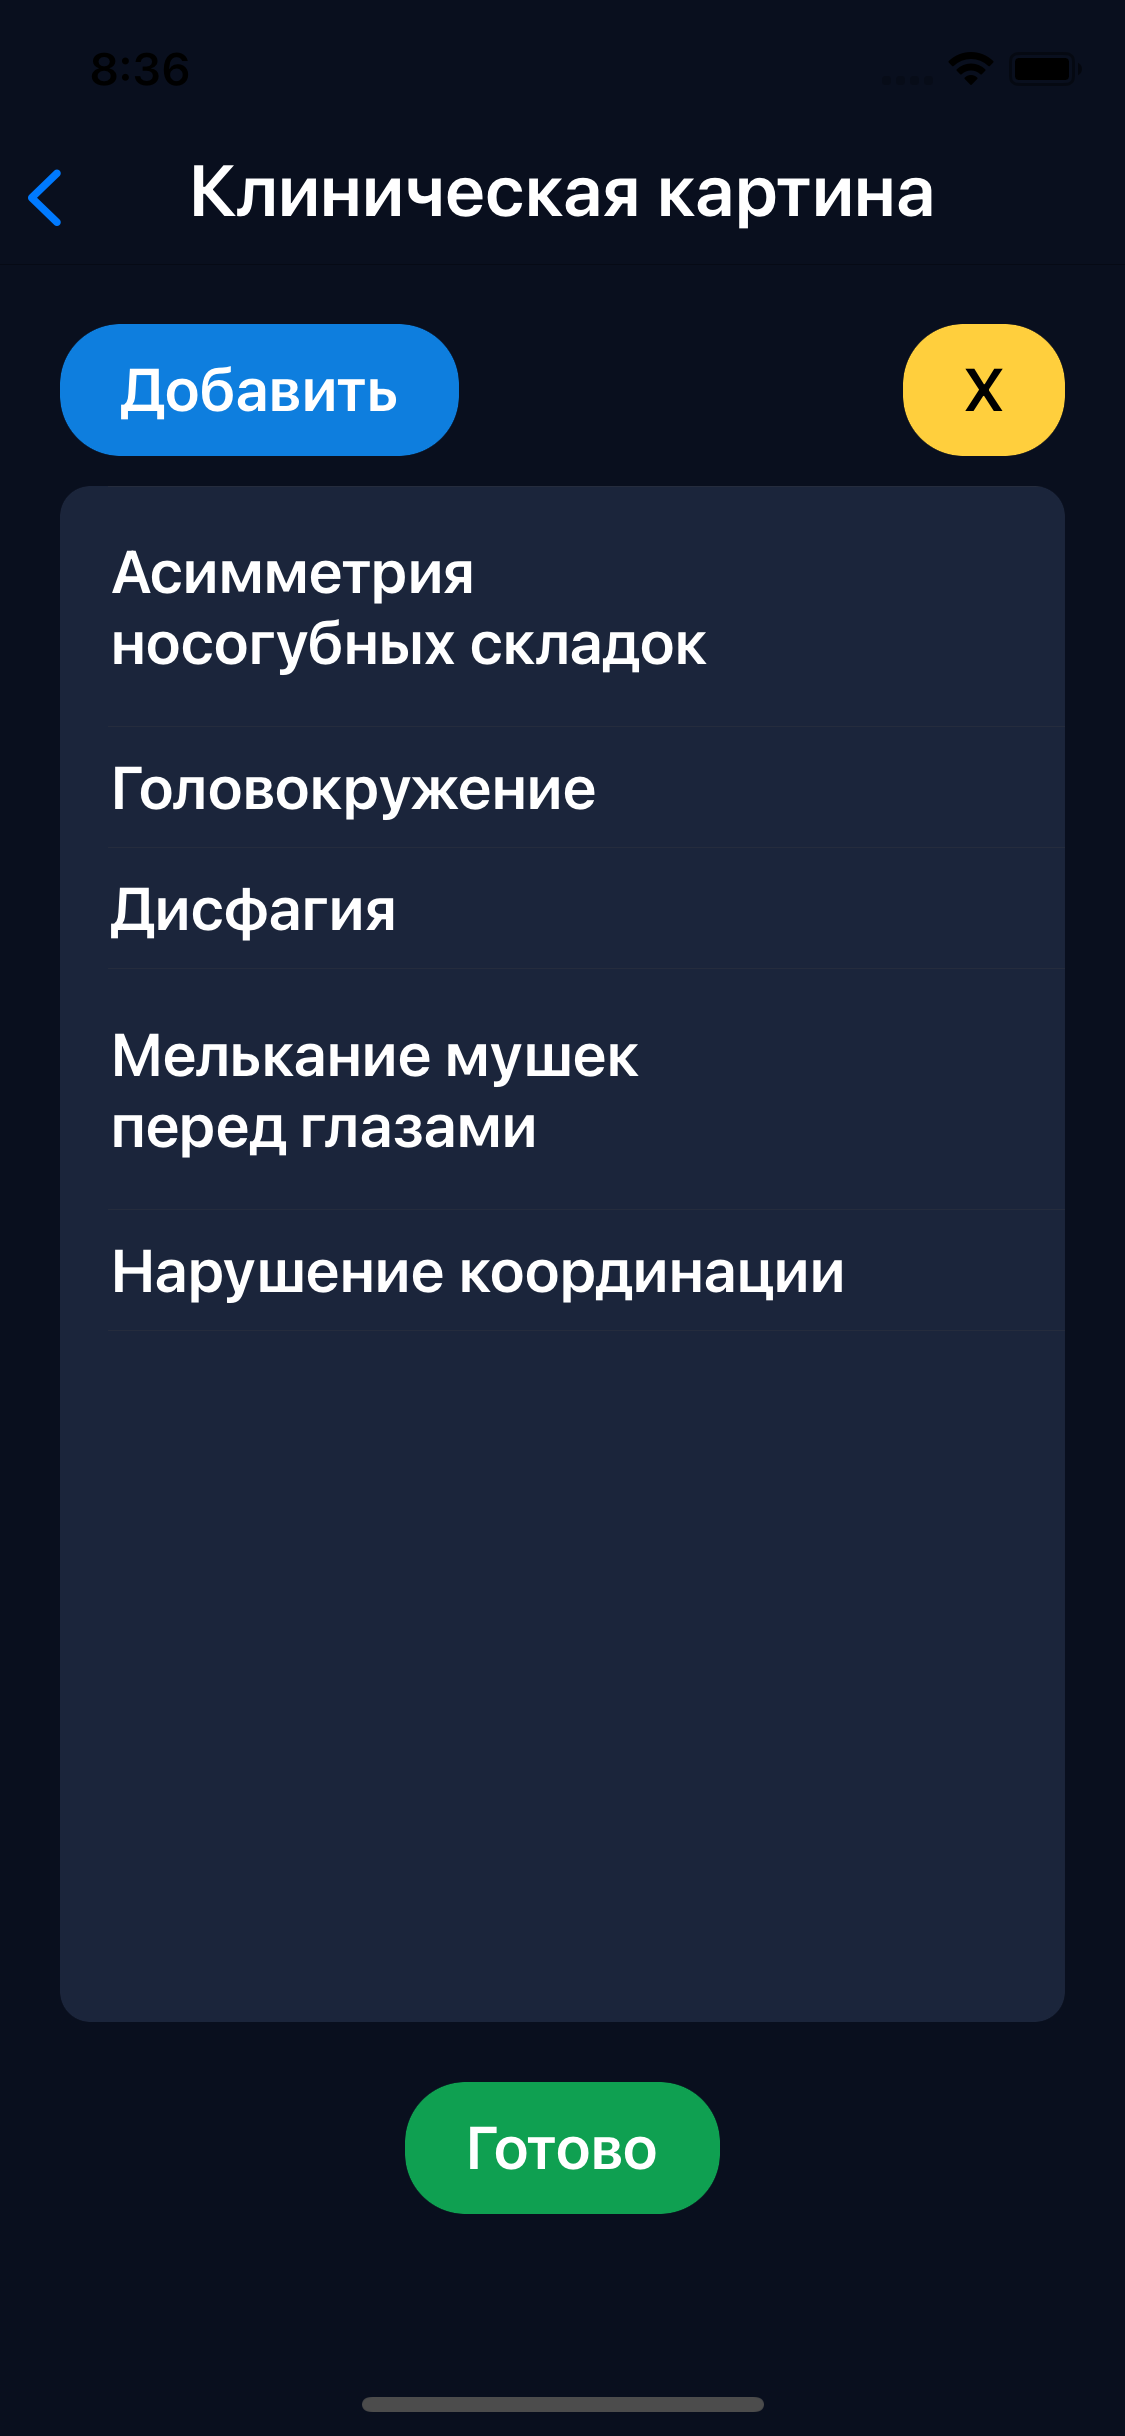 8:36
Клиническая картина
Добавить
X
Асимметрия
носогубных складок
Головокружение
Дисфагия
Мелькание мушек
перед глазами
Нарушение координации
Готово